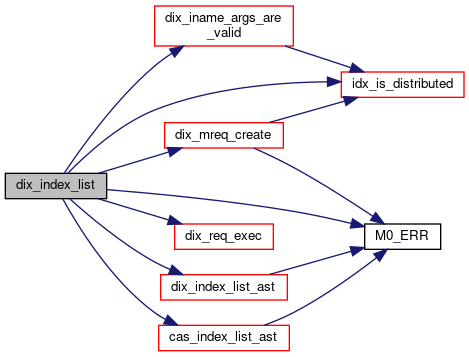 dix_iname_args_are
_valid
idx_is_distributed
dix_mreq_create
dix_index_list
dix_req_exec
M0_ERR
dix_index_list_ast
cas_index_list_ast